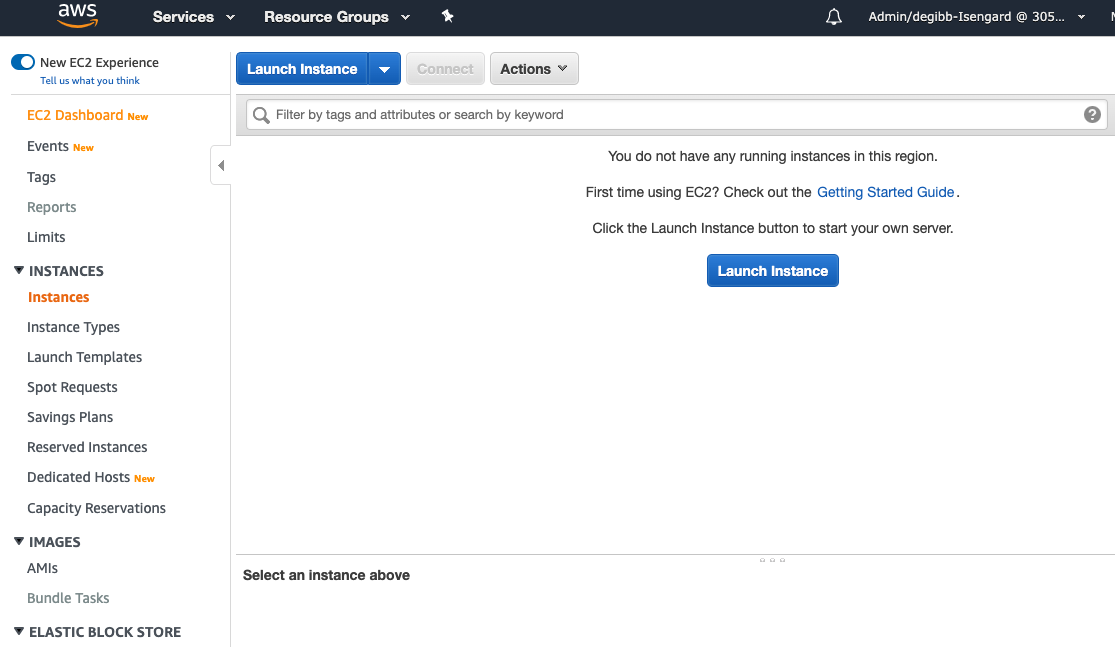 aws
Services
Resource Groups
Admin/degibb-Isengard @ 305...
New EC2 Experience
Tell us what you think
EC2 Dashboard New
Events New
Tags
Reports
Limits
INSTANCES
Instances
Instance Types
Launch Templates
Spot Requests
Savings Plans
Reserved Instances
Dedicated Hosts New
Capacity Reservations
IMAGES
AMIs
Bundle Tasks
ELASTIC BLOCK STORE
Launch Instance
Connect
Actions
Filter by tags and attributes or search by keyword
?
You do not have any running instances in this region.
First time using EC2? Check out the Getting Started Guide.
Click the Launch Instance button to start your own server.
Launch Instance
Select an instance above